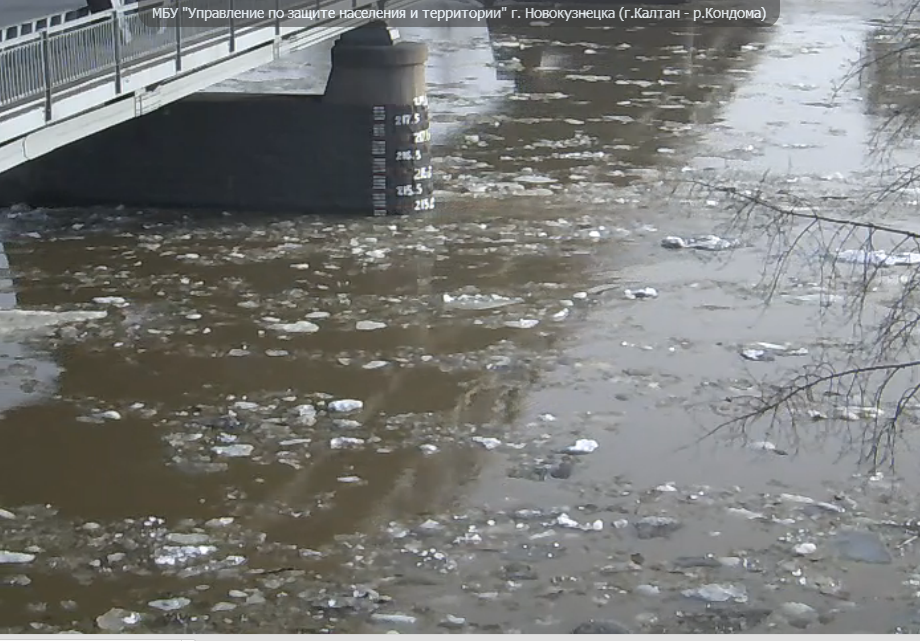 МБУ "Управление по защите населения и территории" г. Новокузнецка (г.Калтан - р.Кондома)
217.5
216.5
215.5